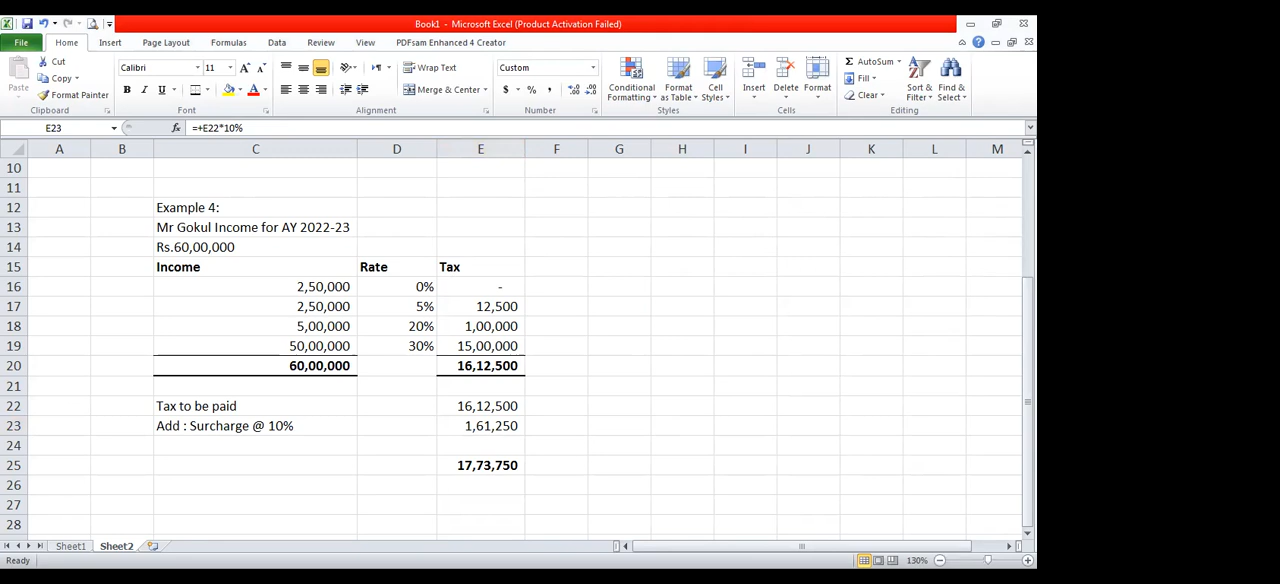 Book1 - Microsoft Excel (Product Activation Failed)
File Home Insert Page Layout Formulas Data Review View PDFsam Enhanced 4 Creator
Cut Calibri 11 A A Wrap Text Custom AutoSum
Copy Fill
Paste Format Painter B I U A Merge & Center $ % , Conditional Formatting Format as Table Cell Styles Insert Delete Format Clear Sort & Filter Find & Select
Clipboard Font Alignment Number Styles Cells Editing
E23 fx =+E22*10%
A B C D E F G H I J K L M
10
11
12 Example 4:
13 Mr Gokul Income for AY 2022-23
14 Rs.60,00,000
15 Income Rate Tax
16 2,50,000 0% -
17 2,50,000 5% 12,500
18 5,00,000 20% 1,00,000
19 50,00,000 30% 15,00,000
20 60,00,000 16,12,500
21
22 Tax to be paid 16,12,500
23 Add : Surcharge @ 10% 1,61,250
24
25 17,73,750
26
27
28
Sheet1 Sheet2
Ready 130%